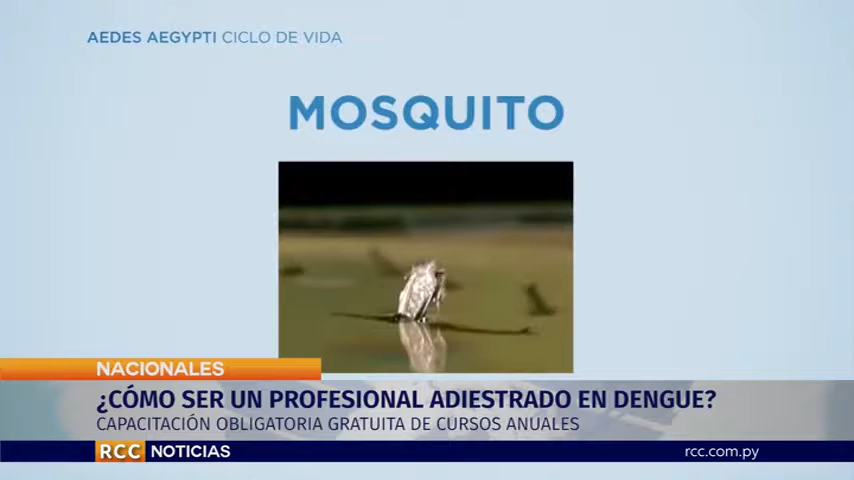 AEDES AEGYPTI CICLO DE VIDA
MOSQUITO
NACIONALES
¿CÓMO SER UN PROFESIONAL ADIESTRADO EN DENGUE?
CAPACITACIÓN OBLIGATORIA GRATUITA DE CURSOS ANUALES
RCC NOTICIAS
rcc.com.py